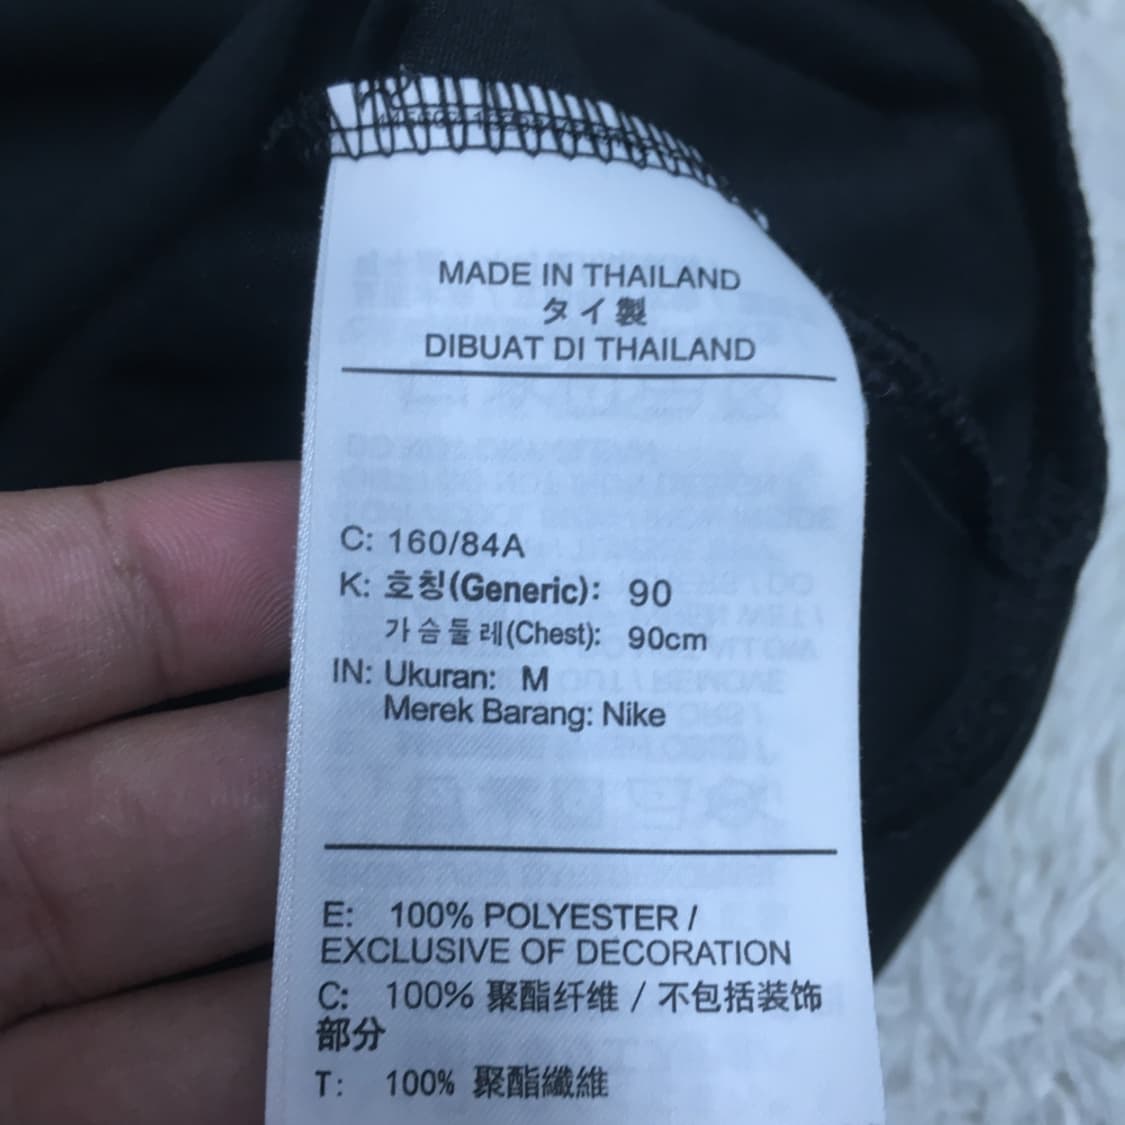 MADE IN THAILAND
タイ製
DIBUAT DI THAILAND
C: 160/84A
K: 호칭(Generic): 90
가슴둘레(Chest): 90cm
IN: Ukuran: M
Merek Barang: Nike
E: 100% POLYESTER /
EXCLUSIVE OF DECORATION
C: 100% 聚酯纤维 / 不包括装饰
部分
T: 100% 聚酯纖維